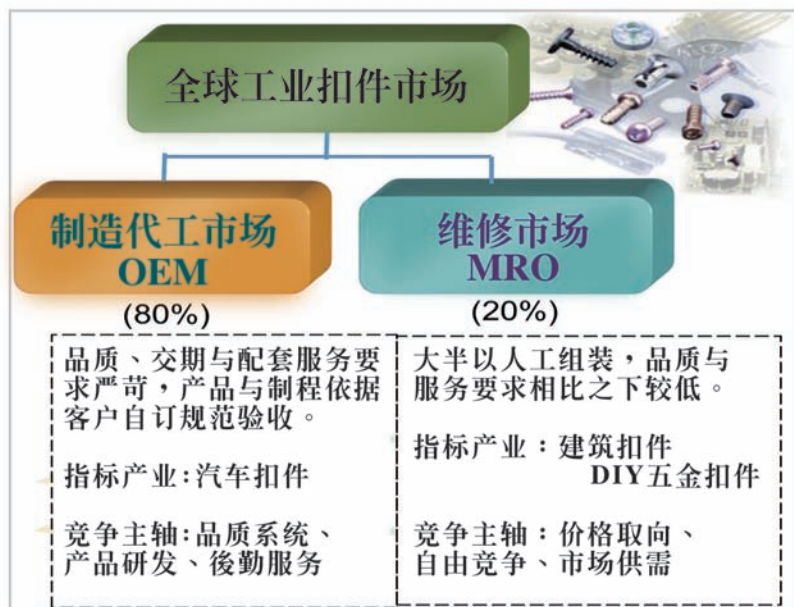 全球工业扣件市场
制造代工市场
OEM
(80%)
维修市场
MRO
(20%)
品质、交期与配套服务要
求严苛，产品与制程依据
客户自订规范验收。
指标产业:汽车扣件
竞争主轴:品质系统、
产品研发、後勤服务
大半以人工组装，品质与
服务要求相比之下较低。
指标产业：建筑扣件
DIY五金扣件
竞争主轴：价格取向、
自由竞争、市场供需